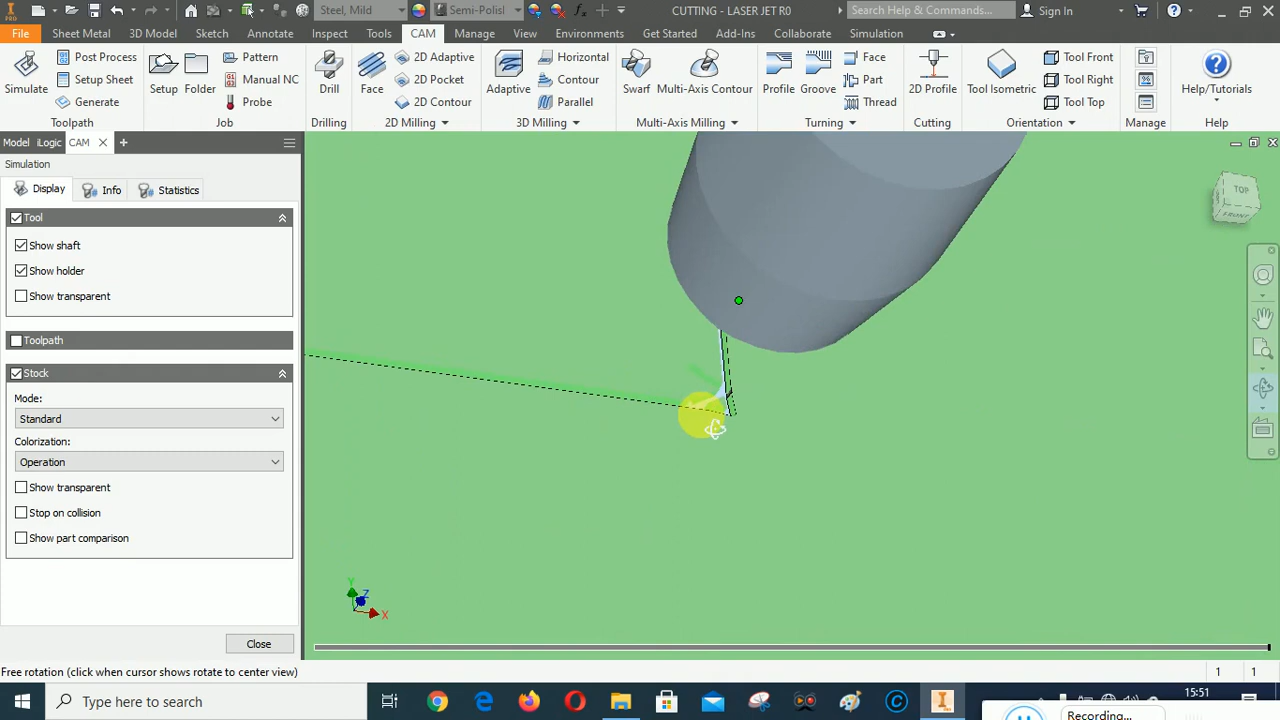 PRO
Steel, Mild
Semi-Polisl
fx
CUTTING - LASER JET R0
Search Help & Commands...
Sign In
File
Sheet Metal
3D Model
Sketch
Annotate
Inspect
Tools
CAM
Manage
View
Environments
Get Started
Add-Ins
Collaborate
Simulation
Simulate
Post Process
Setup Sheet
Generate
Toolpath
Setup
Folder
Pattern
Manual NC
Probe
Job
Drill
Drilling
Face
2D Adaptive
2D Pocket
2D Contour
2D Milling
Adaptive
Horizontal
Contour
Parallel
3D Milling
Swarf
Multi-Axis Contour
Multi-Axis Milling
Profile
Groove
Face
Part
Thread
Turning
2D Profile
Cutting
Tool Isometric
Tool Front
Tool Right
Tool Top
Orientation
Manage
Help/Tutorials
Help
Model
iLogic
CAM
Simulation
Display
Info
Statistics
Tool
Show shaft
Show holder
Show transparent
Toolpath
Stock
Mode:
Standard
Colorization:
Operation
Show transparent
Stop on collision
Show part comparison
Close
TOP
FRONT
Y
Z
X
Free rotation (click when cursor shows rotate to center view)
1
1
Type here to search
15:51
Recording...